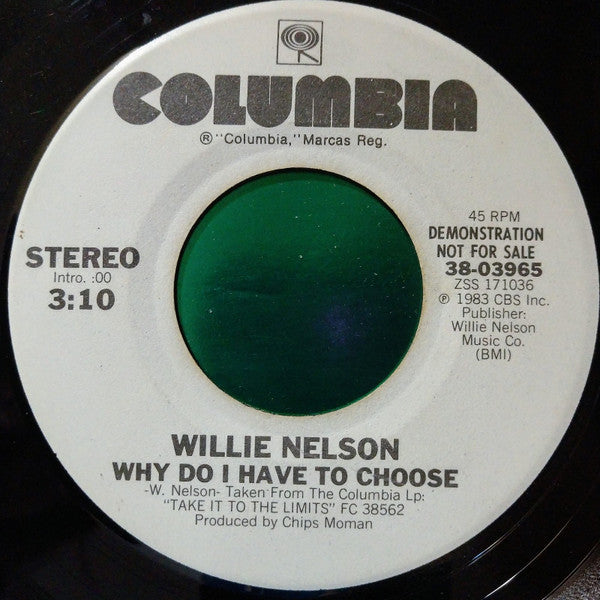 COLUMBIA
® "Columbia," Marcas Reg.
STEREO
Intro. :00
3:10
45 RPM
DEMONSTRATION
NOT FOR SALE
38-03965
ZSS 171036
℗ 1983 CBS Inc.
Publisher:
Willie Nelson
Music Co.
(BMI)
WILLIE NELSON
WHY DO I HAVE TO CHOOSE
-W. Nelson- Taken From The Columbia Lp:
"TAKE IT TO THE LIMITS" FC 38562
Produced by Chips Moman